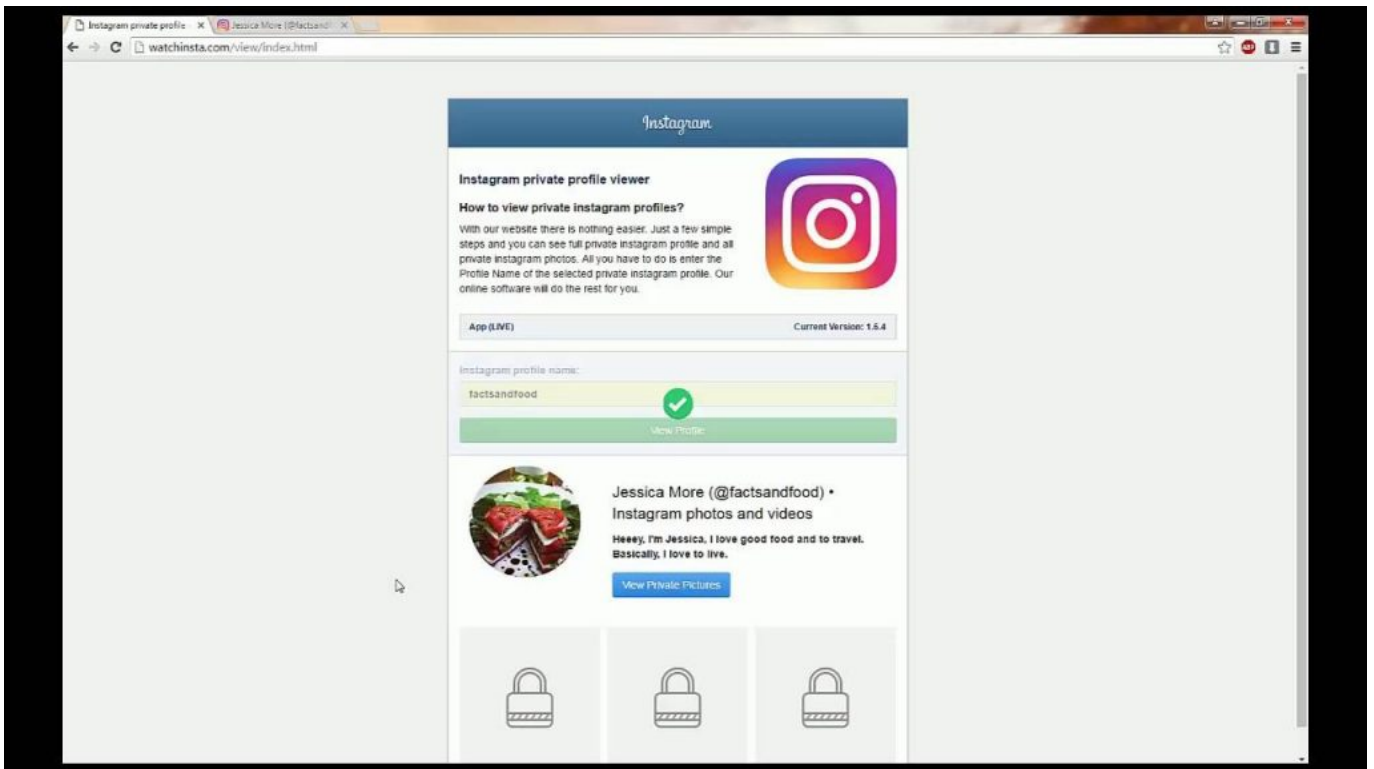 Instagram private profile
Jessica More (@factsand
watchinsta.com/view/index.html
ABP
Instagram
Instagram private profile viewer
How to view private instagram profiles?
With our website there is nothing easier. Just a few simple
steps and you can see full private instagram profile and all
private instagram photos. All you have to do is enter the
Profile Name of the selected private instagram profile. Our
online software will do the rest for you.
App (LIVE) Current Version: 1.6.4
Instagram profile name:
factsandfood
View Profile
Jessica More (@factsandfood) •
Instagram photos and videos
Heeey, I'm Jessica, I love good food and to travel.
Basically, I love to live.
View Private Pictures